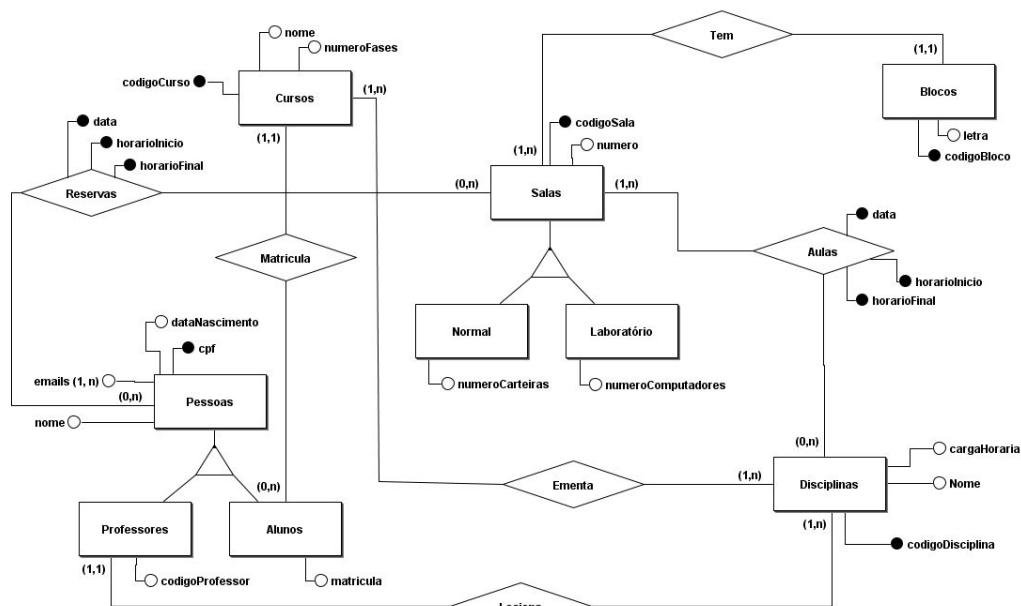 nome
numeroFases
codigoCurso
Cursos
(1,n)
(1,1)
Tem
(1,1)
Blocos
letra
codigoBloco
data
horarioInicio
horarioFinal
Reservas
(0,n)
(1,n)
codigoSala
numero
Salas
(1,n)
data
Aulas
horarioInicio
horarioFinal
Matricula
Normal
Laboratório
numeroCarteiras
numeroComputadores
dataNascimento
cpf
emails (1, n)
(0,n)
Pessoas
nome
(0,n)
cargaHoraria
(0,n)
Ementa
(1,n)
Disciplinas
Nome
Professores
Alunos
(1,n)
codigoDisciplina
(1,1)
codigoProfessor
matricula